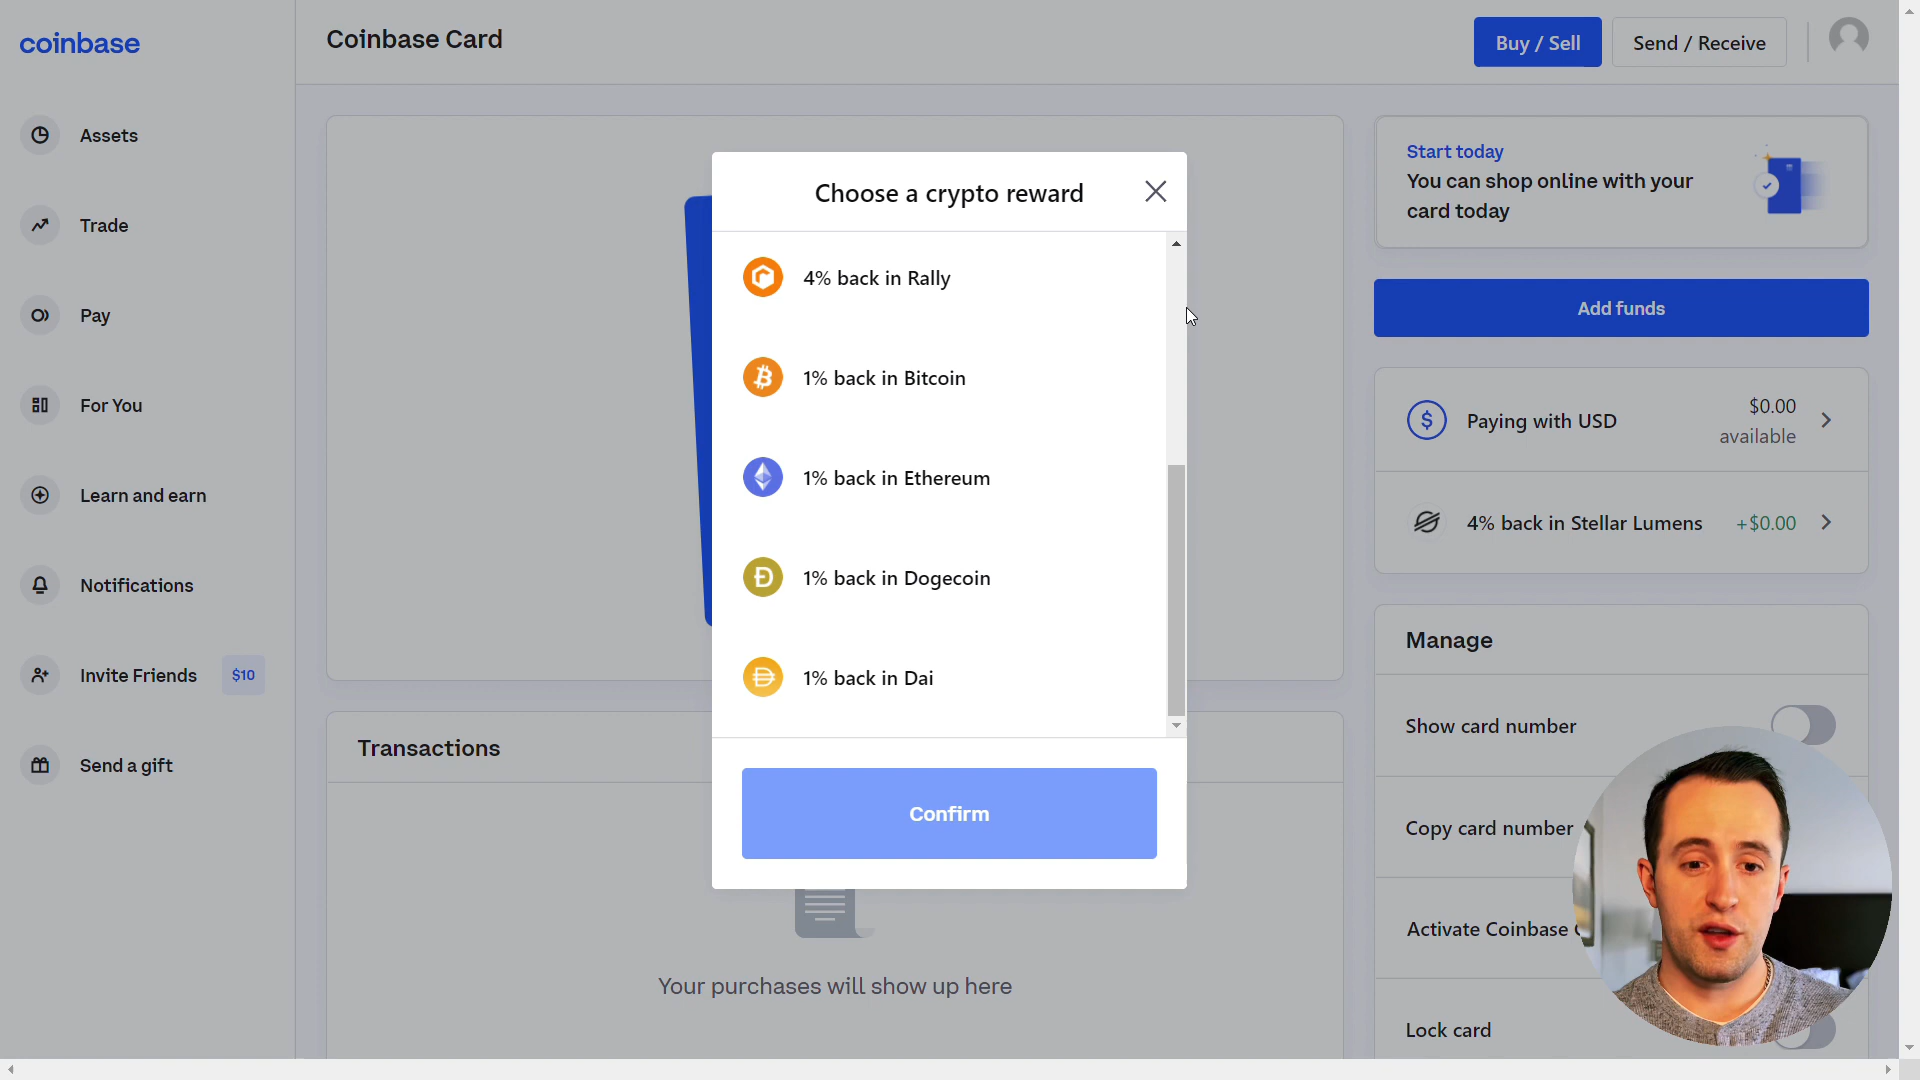 coinbase
Coinbase Card
Buy / Sell
Send / Receive
Assets
Trade
Pay
For You
Learn and earn
Notifications
Invite Friends $10
Send a gift
Choose a crypto reward
4% back in Rally
1% back in Bitcoin
1% back in Ethereum
1% back in Dogecoin
1% back in Dai
Confirm
Transactions
Your purchases will show up here
Start today
You can shop online with your
card today
Add funds
Paying with USD
$0.00
available
4% back in Stellar Lumens +$0.00
Manage
Show card number
Copy card number
Activate Coinbase
Lock card